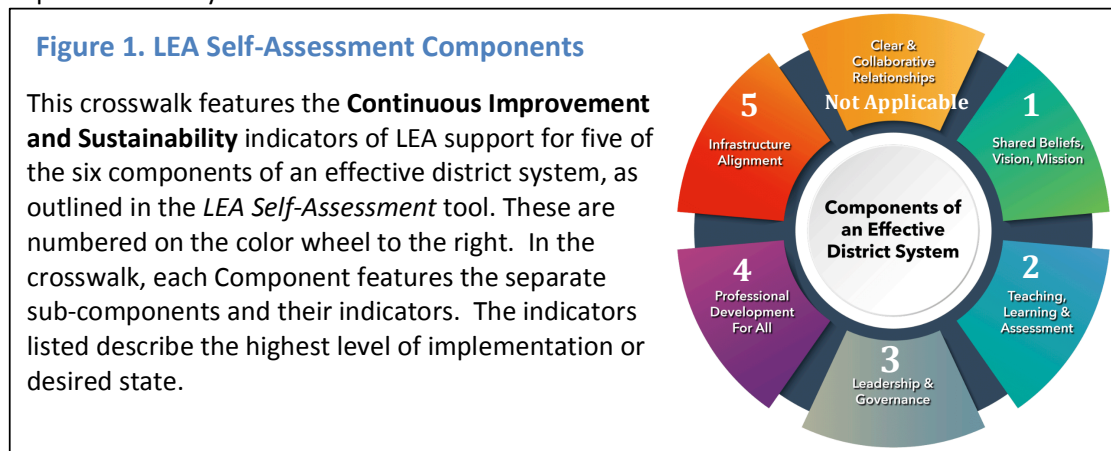 Figure 1. LEA Self-Assessment Components
This crosswalk features the Continuous Improvement
and Sustainability indicators of LEA support for five of
the six components of an effective district system, as
outlined in the LEA Self-Assessment tool. These are
numbered on the color wheel to the right.  In the
crosswalk, each Component features the separate
sub-components and their indicators.  The indicators
listed describe the highest level of implementation or
desired state.
Clear &
Collaborative
Relationships
Not Applicable
1
Shared Beliefs,
Vision, Mission
2
Teaching,
Learning &
Assessment
3
Leadership &
Governance
4
Professional
Development
For All
5
Infrastructure
Alignment
Components of
an Effective
District System